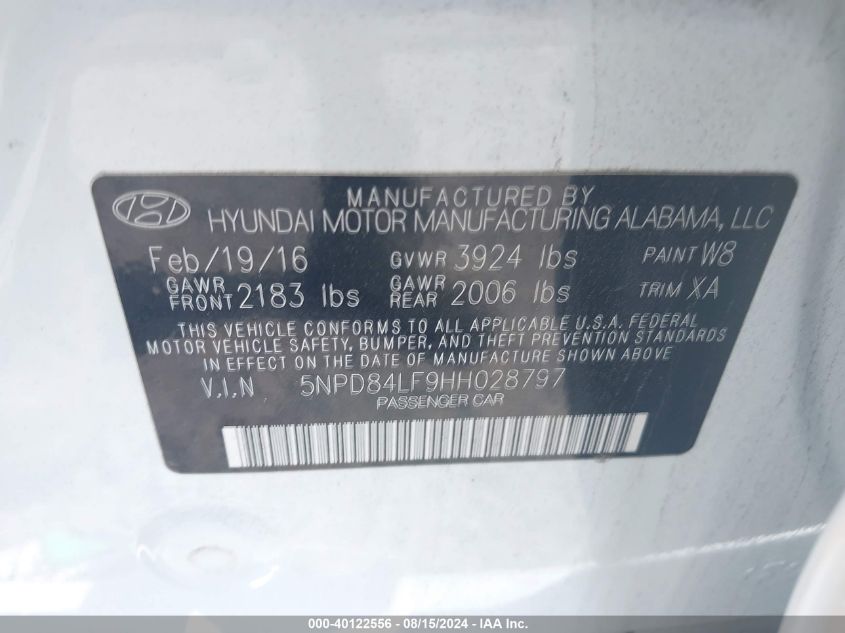 MANUFACTURED BY
HYUNDAI MOTOR MANUFACTURING ALABAMA, LLC
Feb/19/16 GVWR 3924 lbs PAINT W8
GAWR FRONT 2183 lbs GAWR REAR 2006 lbs TRIM XA
THIS VEHICLE CONFORMS TO ALL APPLICABLE U.S.A. FEDERAL
MOTOR VEHICLE SAFETY, BUMPER, AND THEFT PREVENTION STANDARDS
IN EFFECT ON THE DATE OF MANUFACTURE SHOWN ABOVE.
V.I.N 5NPD84LF9HH028797
PASSENGER CAR
000-40122556 - 08/15/2024 - IAA Inc.